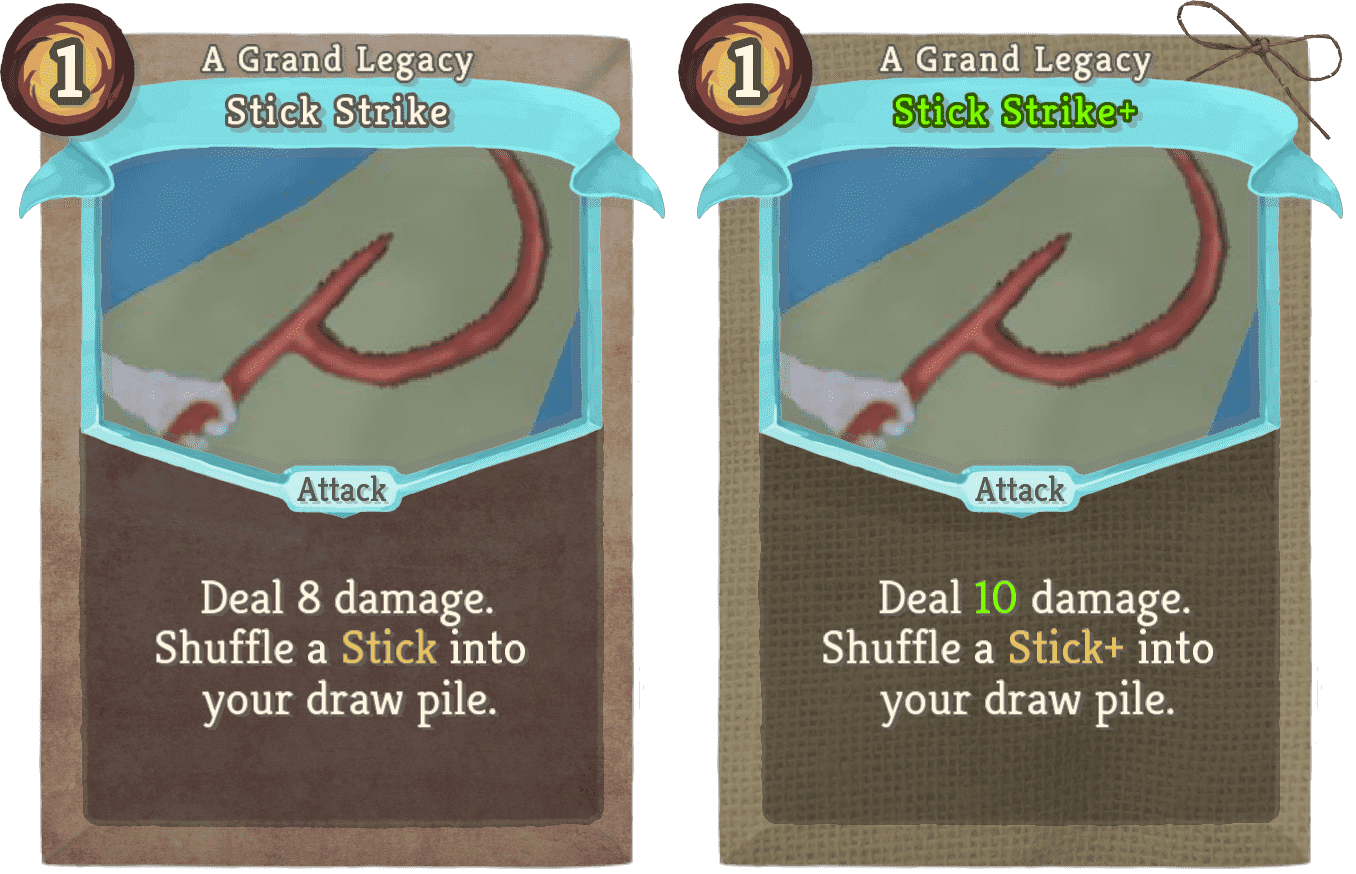 1
A Grand Legacy
Stick Strike
Attack
Deal 8 damage.
Shuffle a Stick into
your draw pile.
1
A Grand Legacy
Stick Strike+
Attack
Deal 10 damage.
Shuffle a Stick+ into
your draw pile.